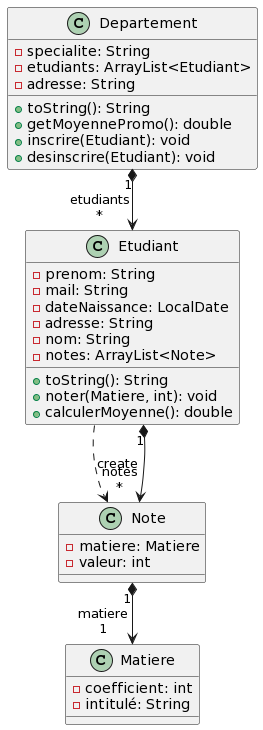 C Departement
specialite: String
etudiants: ArrayList<Etudiant>
adresse: String
toString(): String
getMoyennePromo(): double
inscrire(Etudiant): void
desinscrire(Etudiant): void
1
etudiants
*
C Etudiant
prenom: String
mail: String
dateNaissance: LocalDate
adresse: String
nom: String
notes: ArrayList<Note>
toString(): String
noter(Matiere, int): void
calculerMoyenne(): double
1
create
notes
*
C Note
matiere: Matiere
valeur: int
1
matiere
1
C Matiere
coefficient: int
intitulé: String